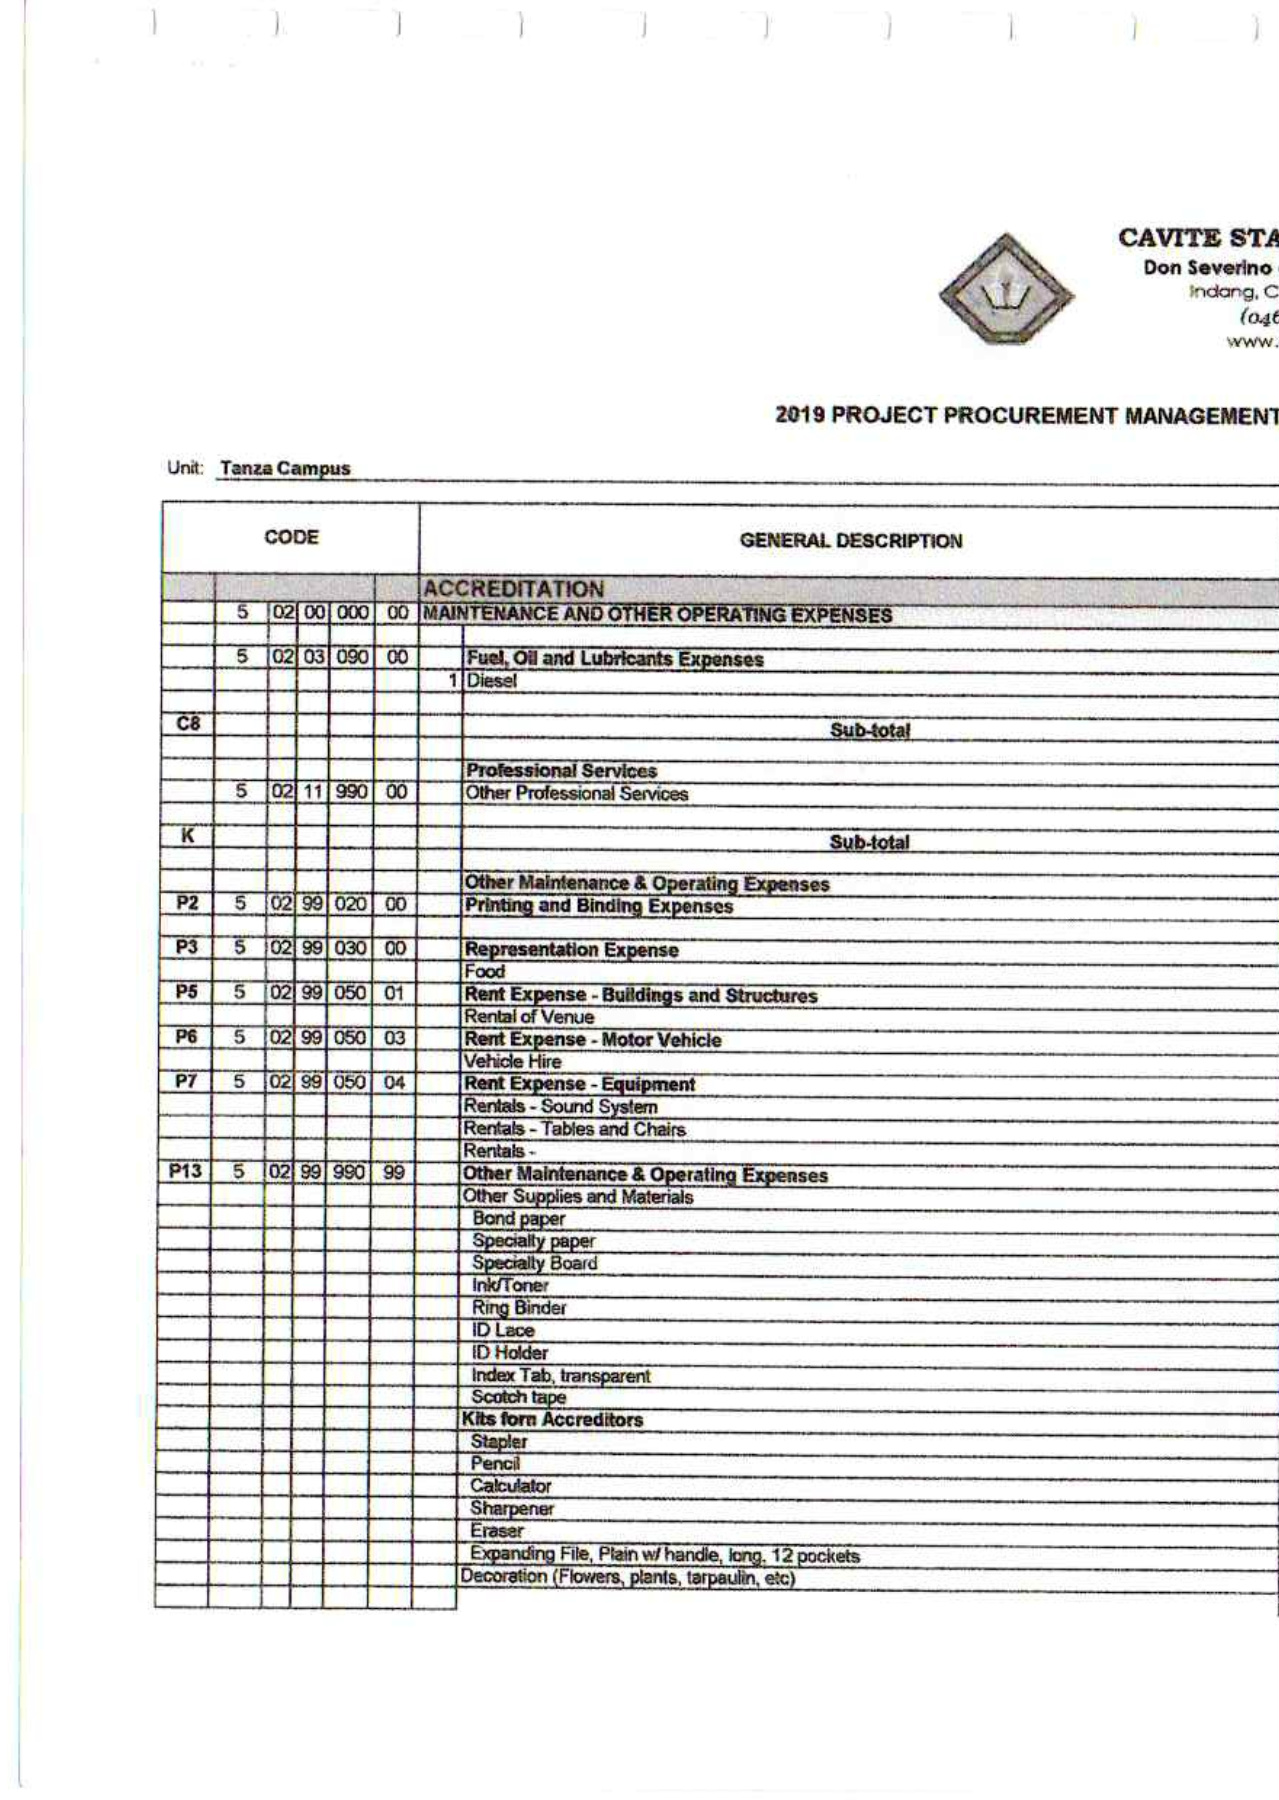 CAVITE STA
Don Severino
Indang, C
(046
www.
2019 PROJECT PROCUREMENT MANAGEMENT
Unit: Tanza Campus
CODE GENERAL DESCRIPTION
ACCREDITATION
5 02 00 000 00 MAINTENANCE AND OTHER OPERATING EXPENSES
5 02 03 090 00 Fuel, Oil and Lubricants Expenses
1 Diesel
C8 Sub-total
Professional Services
5 02 11 990 00 Other Professional Services
K Sub-total
Other Maintenance & Operating Expenses
P2 5 02 99 020 00 Printing and Binding Expenses
P3 5 02 99 030 00 Representation Expense
Food
P5 5 02 99 050 01 Rent Expense - Buildings and Structures
Rental of Venue
P6 5 02 99 050 03 Rent Expense - Motor Vehicle
Vehicle Hire
P7 5 02 99 050 04 Rent Expense - Equipment
Rentals - Sound System
Rentals - Tables and Chairs
Rentals -
P13 5 02 99 990 99 Other Maintenance & Operating Expenses
Other Supplies and Materials
Bond paper
Specialty paper
Specialty Board
Ink/Toner
Ring Binder
ID Lace
ID Holder
Index Tab, transparent
Scotch tape
Kits forn Accreditors
Stapler
Pencil
Calculator
Sharpener
Eraser
Expanding File, Plain w/ handle, long, 12 pockets
Decoration (Flowers, plants, tarpaulin, etc)